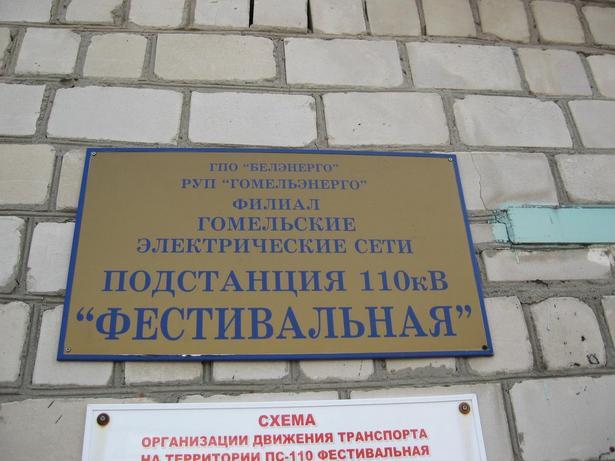 ГПО "БЕЛЭНЕРГО"
РУП "ГОМЕЛЬЭНЕРГО"
ФИЛИАЛ
ГОМЕЛЬСКИЕ
ЭЛЕКТРИЧЕСКИЕ СЕТИ
ПОДСТАНЦИЯ 110кВ
"ФЕСТИВАЛЬНАЯ"
СХЕМА
ОРГАНИЗАЦИИ ДВИЖЕНИЯ ТРАНСПОРТА
НА ТЕРРИТОРИИ ПС-110 ФЕСТИВАЛЬНАЯ